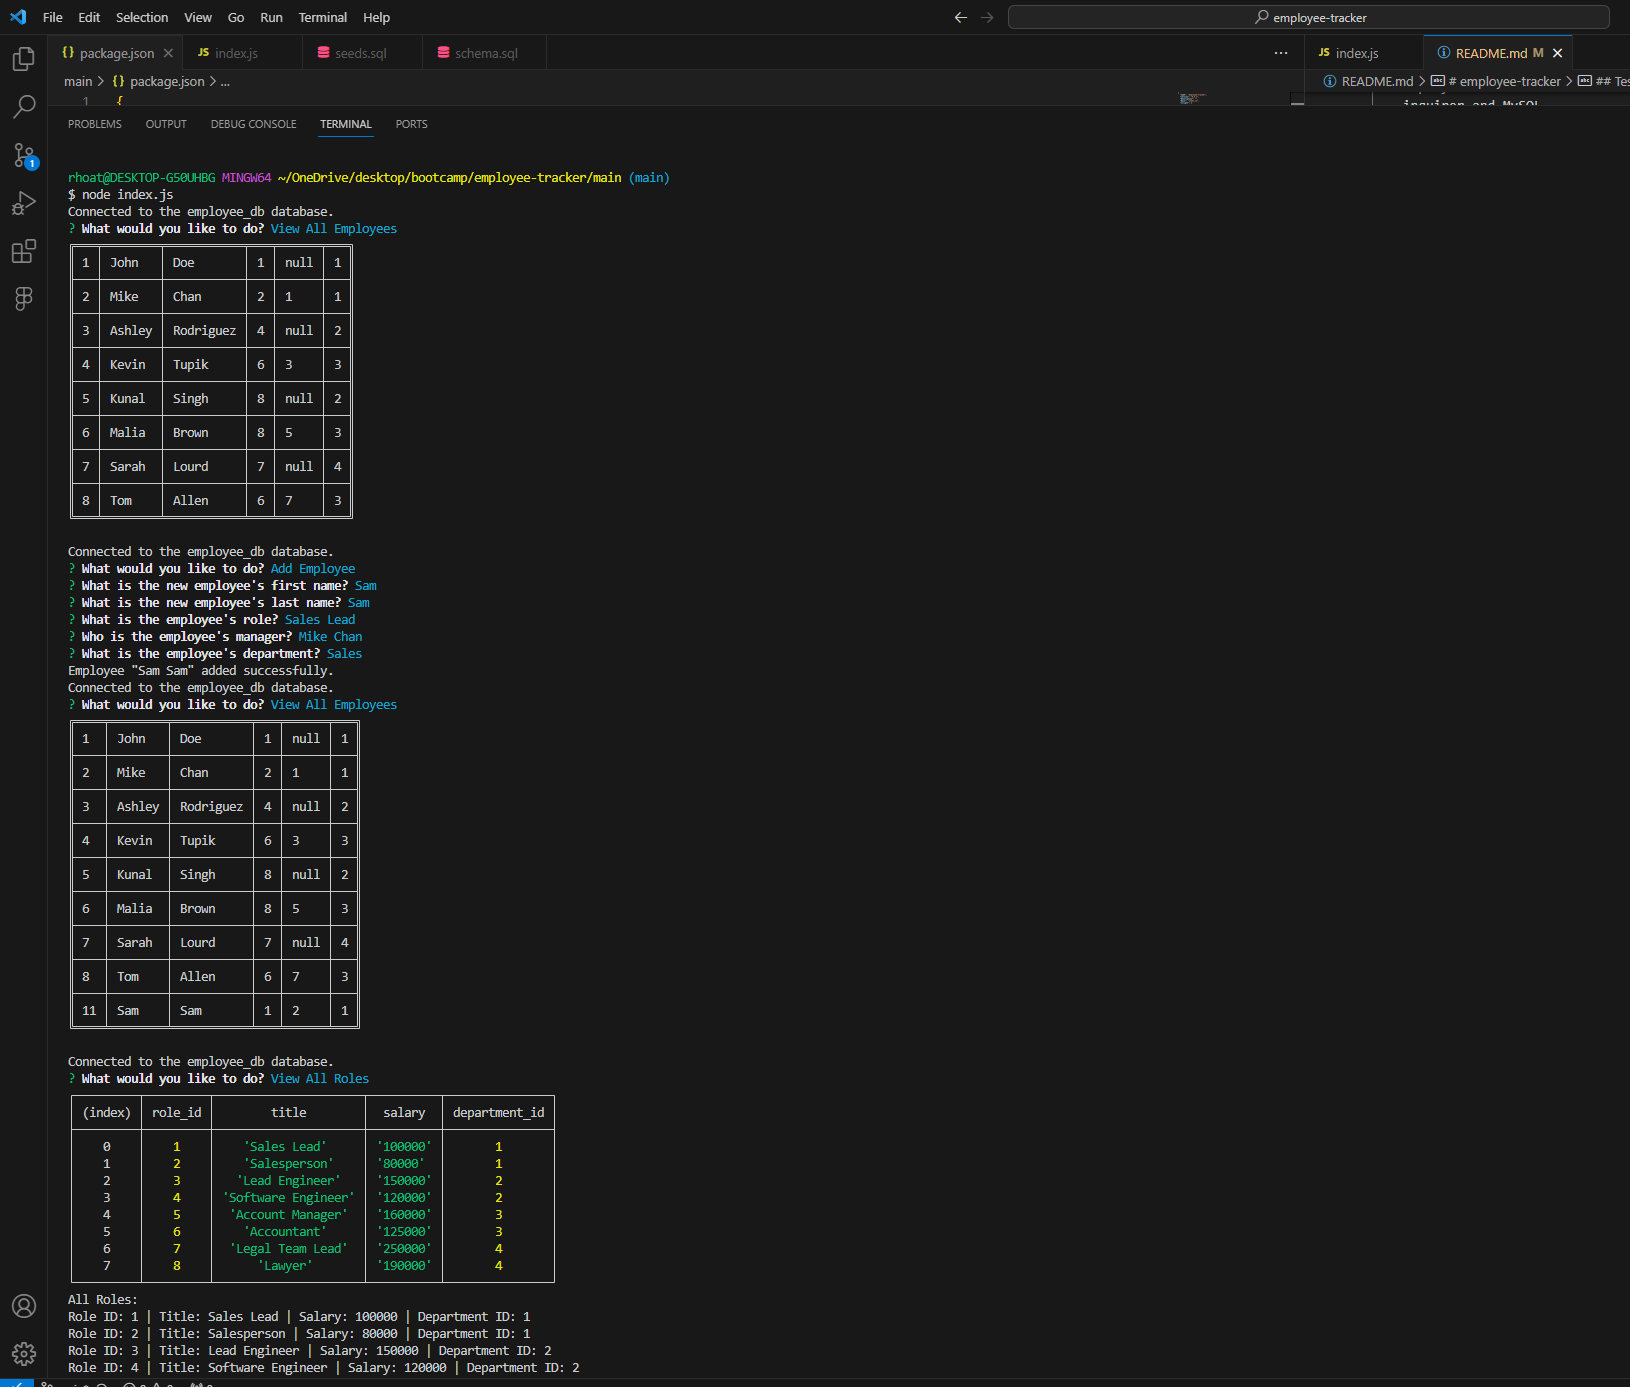 File Edit Selection View Go Run Terminal Help employee-tracker
{} package.json JS index.js seeds.sql schema.sql ... JS index.js README.md M
main > {} package.json > ... README.md > # employee-tracker > ## Tes
1 {
PROBLEMS OUTPUT DEBUG CONSOLE TERMINAL PORTS
1
rhoat@DESKTOP-G50UHBG MINGW64 ~/OneDrive/desktop/bootcamp/employee-tracker/main (main)
$ node index.js
Connected to the employee_db database.
? What would you like to do? View All Employees
1 John Doe 1 null 1
2 Mike Chan 2 1 1
3 Ashley Rodriguez 4 null 2
4 Kevin Tupik 6 3 3
5 Kunal Singh 8 null 2
6 Malia Brown 8 5 3
7 Sarah Lourd 7 null 4
8 Tom Allen 6 7 3
Connected to the employee_db database.
? What would you like to do? Add Employee
? What is the new employee's first name? Sam
? What is the new employee's last name? Sam
? What is the employee's role? Sales Lead
? Who is the employee's manager? Mike Chan
? What is the employee's department? Sales
Employee "Sam Sam" added successfully.
Connected to the employee_db database.
? What would you like to do? View All Employees
1 John Doe 1 null 1
2 Mike Chan 2 1 1
3 Ashley Rodriguez 4 null 2
4 Kevin Tupik 6 3 3
5 Kunal Singh 8 null 2
6 Malia Brown 8 5 3
7 Sarah Lourd 7 null 4
8 Tom Allen 6 7 3
11 Sam Sam 1 2 1
Connected to the employee_db database.
? What would you like to do? View All Roles
(index) role_id title salary department_id
0 1 'Sales Lead' '100000' 1
1 2 'Salesperson' '80000' 1
2 3 'Lead Engineer' '150000' 2
3 4 'Software Engineer' '120000' 2
4 5 'Account Manager' '160000' 3
5 6 'Accountant' '125000' 3
6 7 'Legal Team Lead' '250000' 4
7 8 'Lawyer' '190000' 4
All Roles:
Role ID: 1 | Title: Sales Lead | Salary: 100000 | Department ID: 1
Role ID: 2 | Title: Salesperson | Salary: 80000 | Department ID: 1
Role ID: 3 | Title: Lead Engineer | Salary: 150000 | Department ID: 2
Role ID: 4 | Title: Software Engineer | Salary: 120000 | Department ID: 2